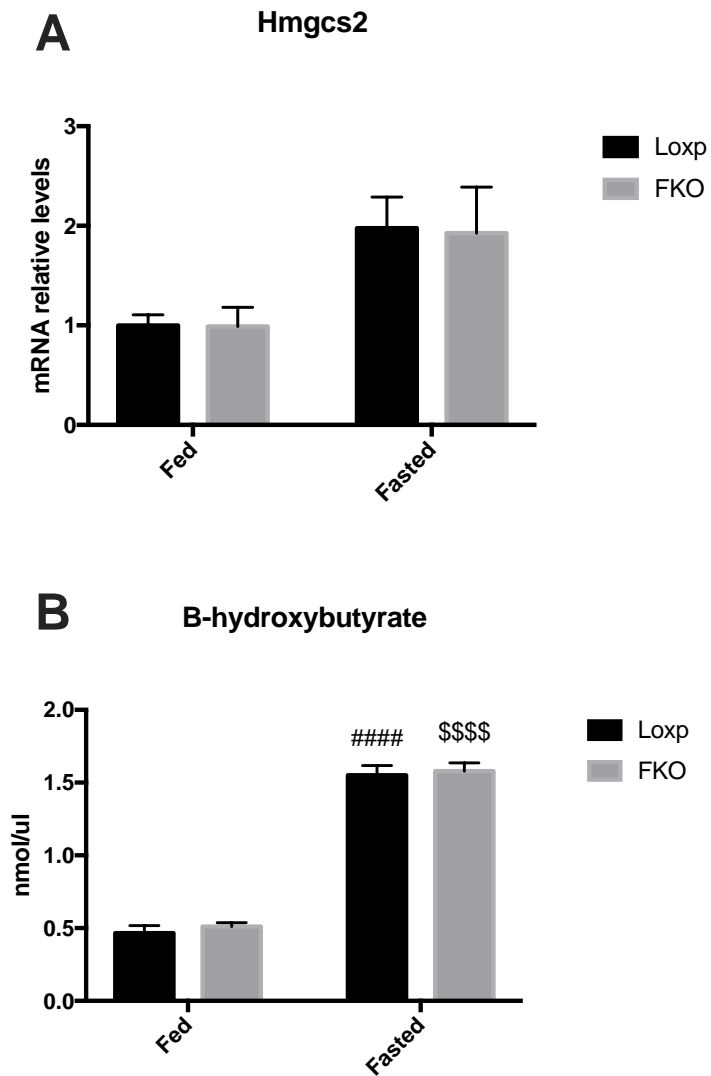 A
Hmgcs2
mRNA relative levels
3
2
1
0
Fed
Fasted
Loxp
FKO
B
B-hydroxybutyrate
nmol/ul
2.0
1.5
1.0
0.5
0.0
####
$$$$
Fed
Fasted
Loxp
FKO